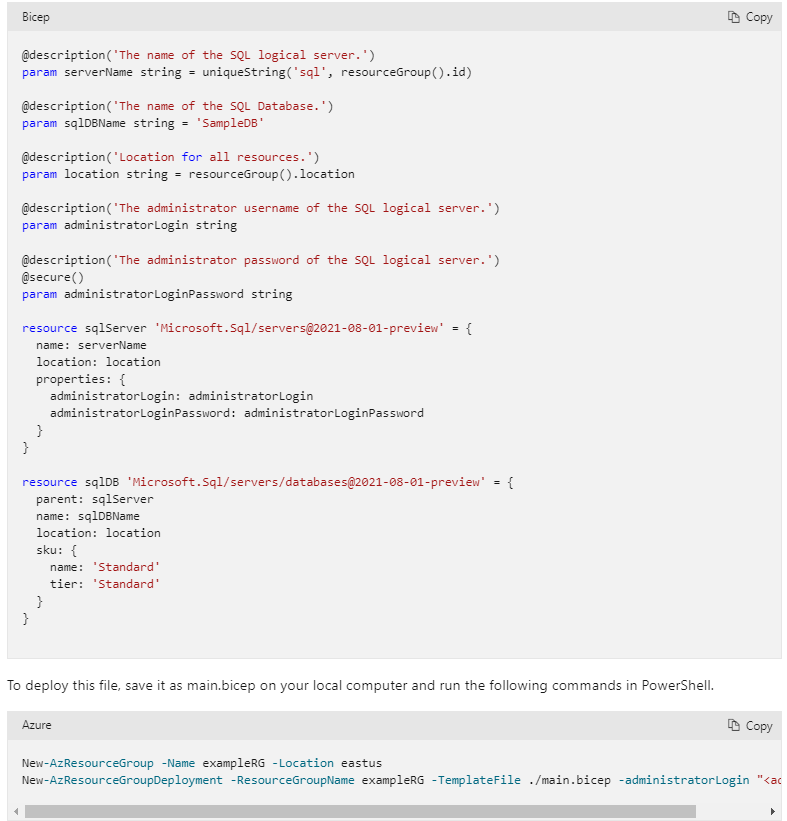 Bicep
Copy
@description('The name of the SQL logical server.')
param serverName string = uniqueString('sql', resourceGroup().id)
@description('The name of the SQL Database.')
param sqlDBName string = 'SampleDB'
@description('Location for all resources.')
param location string = resourceGroup().location
@description('The administrator username of the SQL logical server.')
param administratorLogin string
@description('The administrator password of the SQL logical server.')
@secure()
param administratorLoginPassword string
resource sqlServer 'Microsoft.Sql/servers@2021-08-01-preview' = {
  name: serverName
  location: location
  properties: {
    administratorLogin: administratorLogin
    administratorLoginPassword: administratorLoginPassword
  }
}
resource sqlDB 'Microsoft.Sql/servers/databases@2021-08-01-preview' = {
  parent: sqlServer
  name: sqlDBName
  location: location
  sku: {
    name: 'Standard'
    tier: 'Standard'
  }
}
To deploy this file, save it as main.bicep on your local computer and run the following commands in PowerShell.
Azure
Copy
New-AzResourceGroup -Name exampleRG -Location eastus
New-AzResourceGroupDeployment -ResourceGroupName exampleRG -TemplateFile ./main.bicep -administratorLogin "